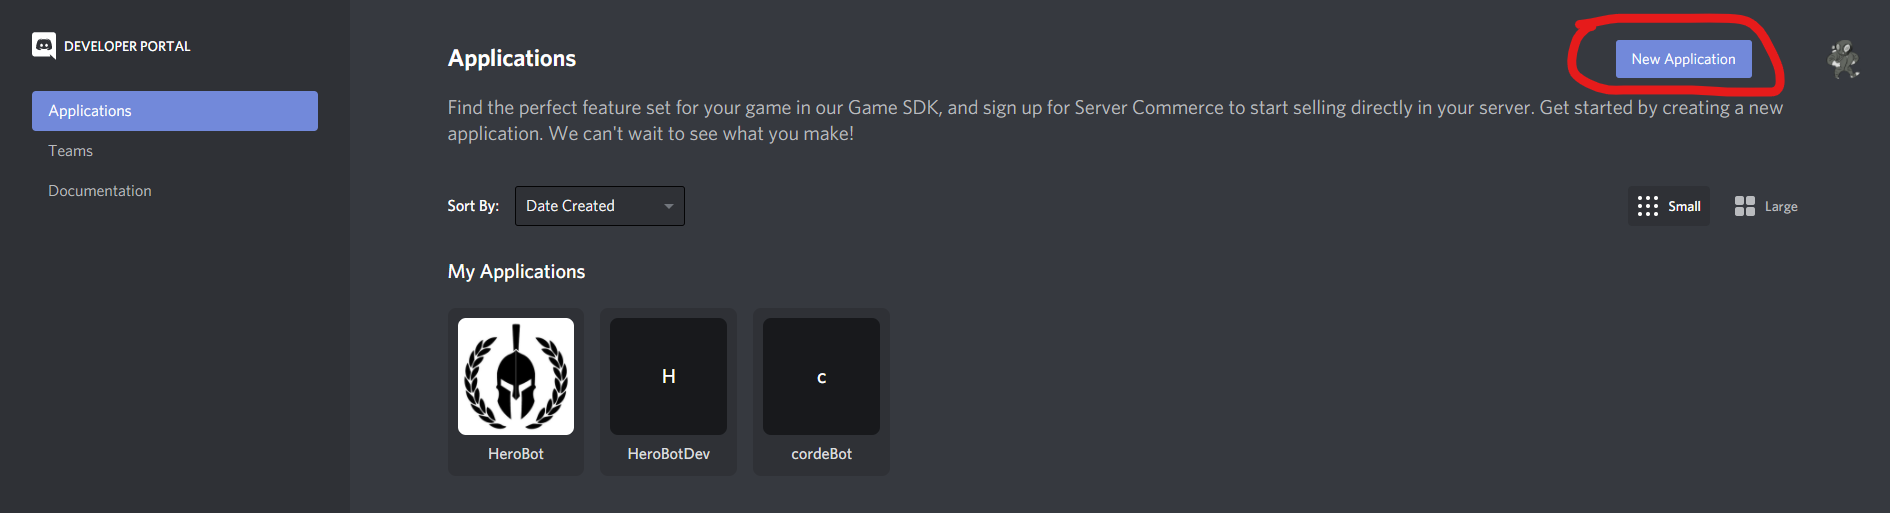 DEVELOPER PORTAL
Applications
Teams
Documentation
Applications
New Application
Find the perfect feature set for your game in our Game SDK, and sign up for Server Commerce to start selling directly in your server. Get started by creating a new
application. We can't wait to see what you make!
Sort By: Date Created
Small Large
My Applications
H c
HeroBot HeroBotDev cordeBot